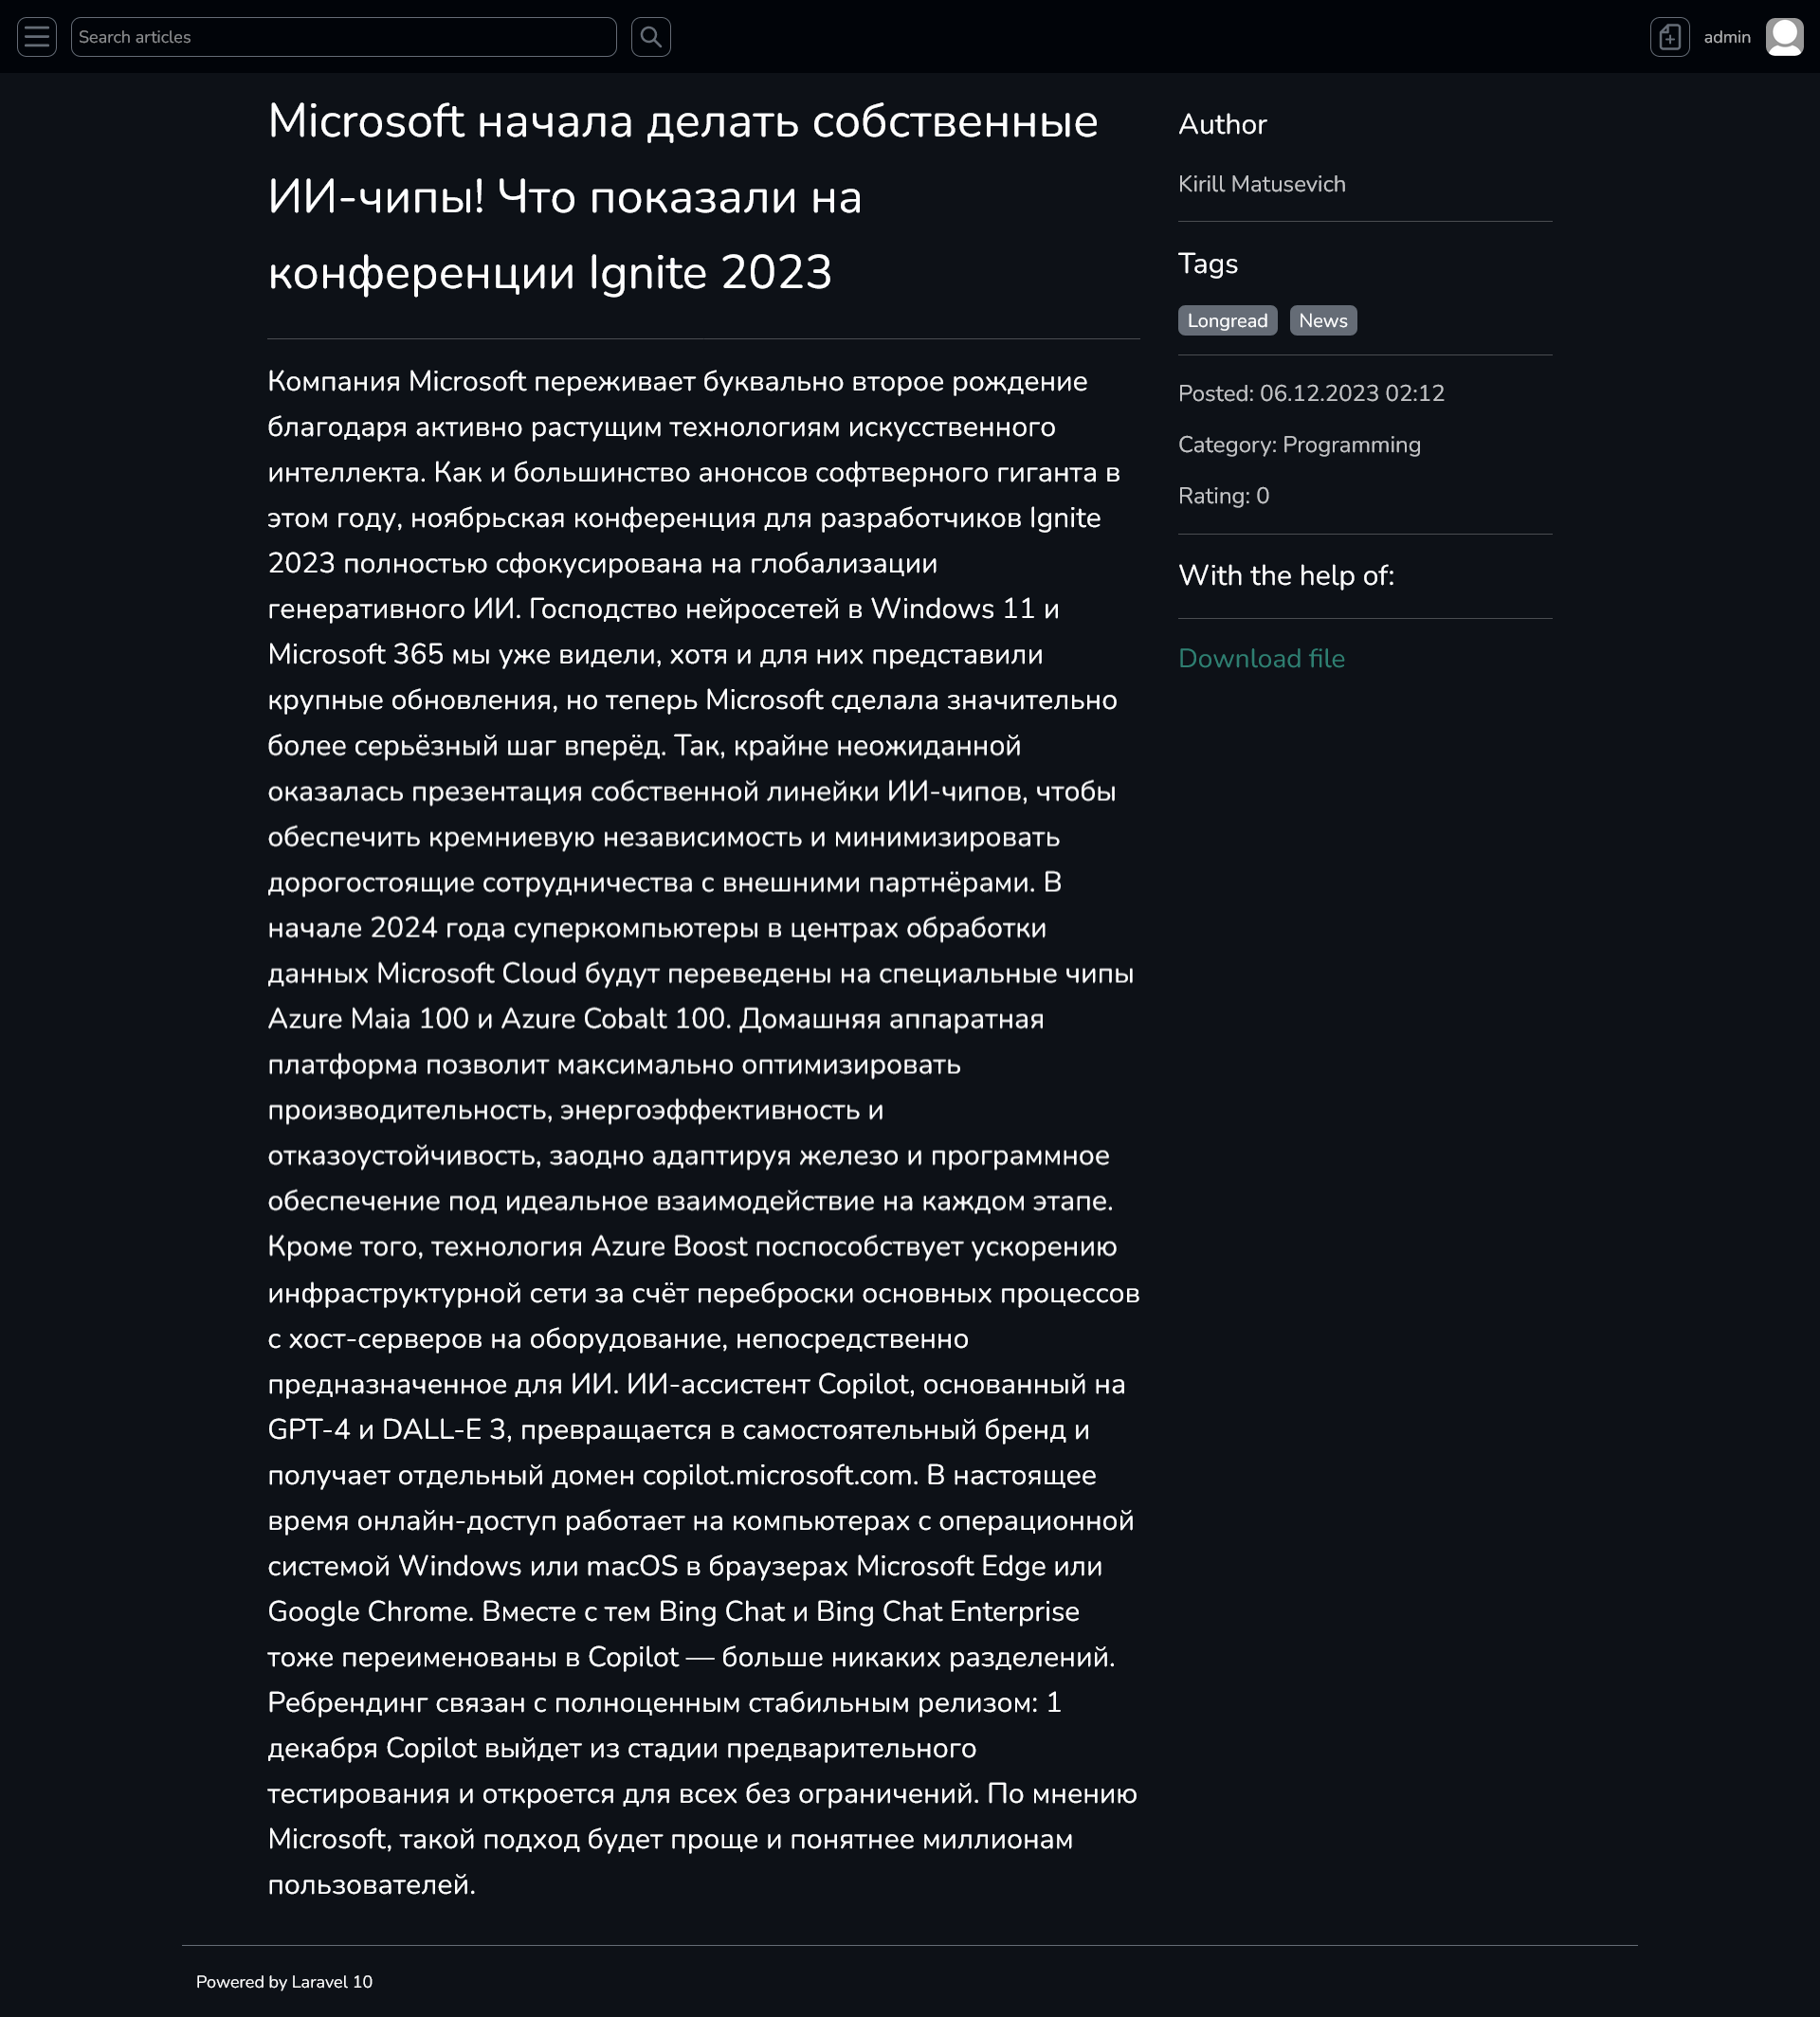 Search articles
admin
Microsoft начала делать собственные
ИИ-чипы! Что показали на
конференции Ignite 2023
Компания Microsoft переживает буквально второе рождение
благодаря активно растущим технологиям искусственного
интеллекта. Как и большинство анонсов софтверного гиганта в
этом году, ноябрьская конференция для разработчиков Ignite
2023 полностью сфокусирована на глобализации
генеративного ИИ. Господство нейросетей в Windows 11 и
Microsoft 365 мы уже видели, хотя и для них представили
крупные обновления, но теперь Microsoft сделала значительно
более серьёзный шаг вперёд. Так, крайне неожиданной
оказалась презентация собственной линейки ИИ-чипов, чтобы
обеспечить кремниевую независимость и минимизировать
дорогостоящие сотрудничества с внешними партнёрами. В
начале 2024 года суперкомпьютеры в центрах обработки
данных Microsoft Cloud будут переведены на специальные чипы
Azure Maia 100 и Azure Cobalt 100. Домашняя аппаратная
платформа позволит максимально оптимизировать
производительность, энергоэффективность и
отказоустойчивость, заодно адаптируя железо и программное
обеспечение под идеальное взаимодействие на каждом этапе.
Кроме того, технология Azure Boost поспособствует ускорению
инфраструктурной сети за счёт переброски основных процессов
с хост-серверов на оборудование, непосредственно
предназначенное для ИИ. ИИ-ассистент Copilot, основанный на
GPT-4 и DALL-E 3, превращается в самостоятельный бренд и
получает отдельный домен copilot.microsoft.com. В настоящее
время онлайн-доступ работает на компьютерах с операционной
системой Windows или macOS в браузерах Microsoft Edge или
Google Chrome. Вместе с тем Bing Chat и Bing Chat Enterprise
тоже переименованы в Copilot — больше никаких разделений.
Ребрендинг связан с полноценным стабильным релизом: 1
декабря Copilot выйдет из стадии предварительного
тестирования и откроется для всех без ограничений. По мнению
Microsoft, такой подход будет проще и понятнее миллионам
пользователей.
Author
Kirill Matusevich
Tags
Longread News
Posted: 06.12.2023 02:12
Category: Programming
Rating: 0
With the help of:
Download file
Powered by Laravel 10